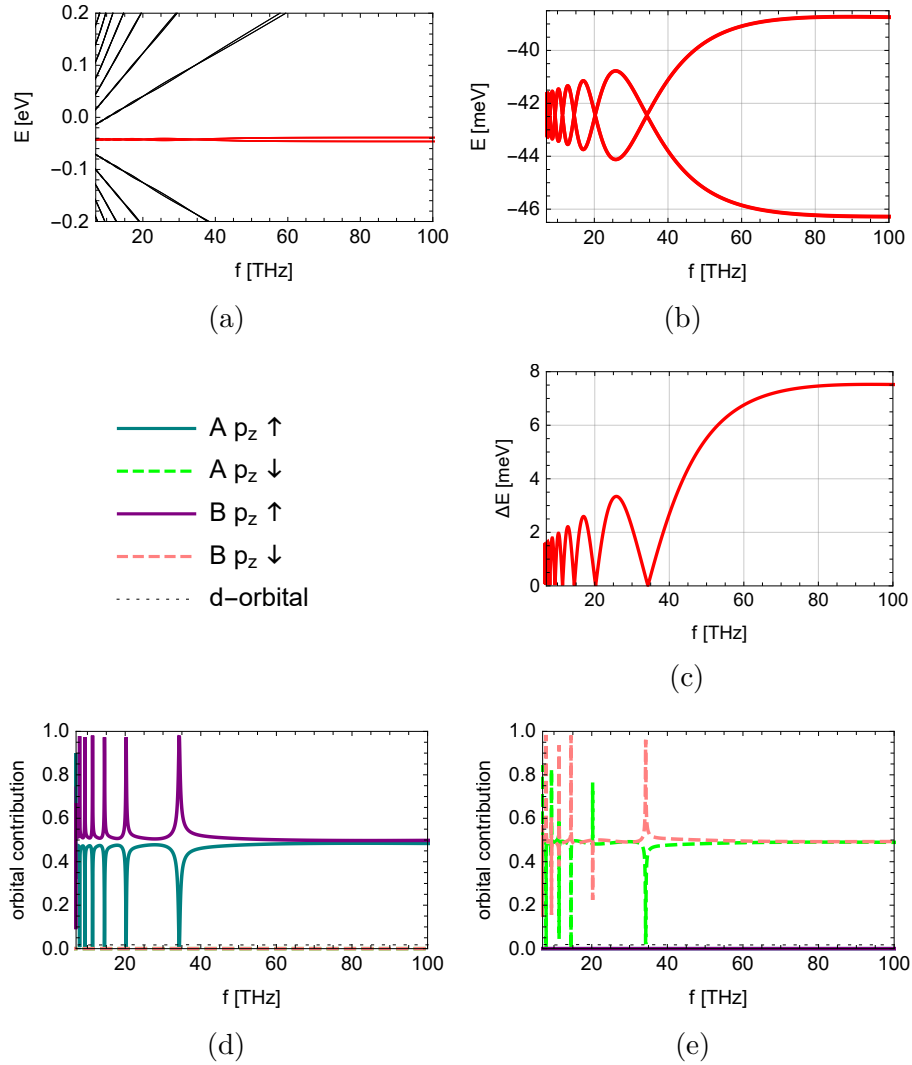 0.2
0.1
0.0
−0.1
−0.2
E [eV]
20 40 60 80 100
f [THz]
(a)
−40
−42
−44
−46
E [meV]
20 40 60 80 100
f [THz]
(b)
A pz ↑
A pz ↓
B pz ↑
B pz ↓
d−orbital
8
6
4
2
0
ΔE [meV]
20 40 60 80 100
f [THz]
(c)
1.0
0.8
0.6
0.4
0.2
0.0
orbital contribution
20 40 60 80 100
f [THz]
(d)
1.0
0.8
0.6
0.4
0.2
0.0
orbital contribution
20 40 60 80 100
f [THz]
(e)